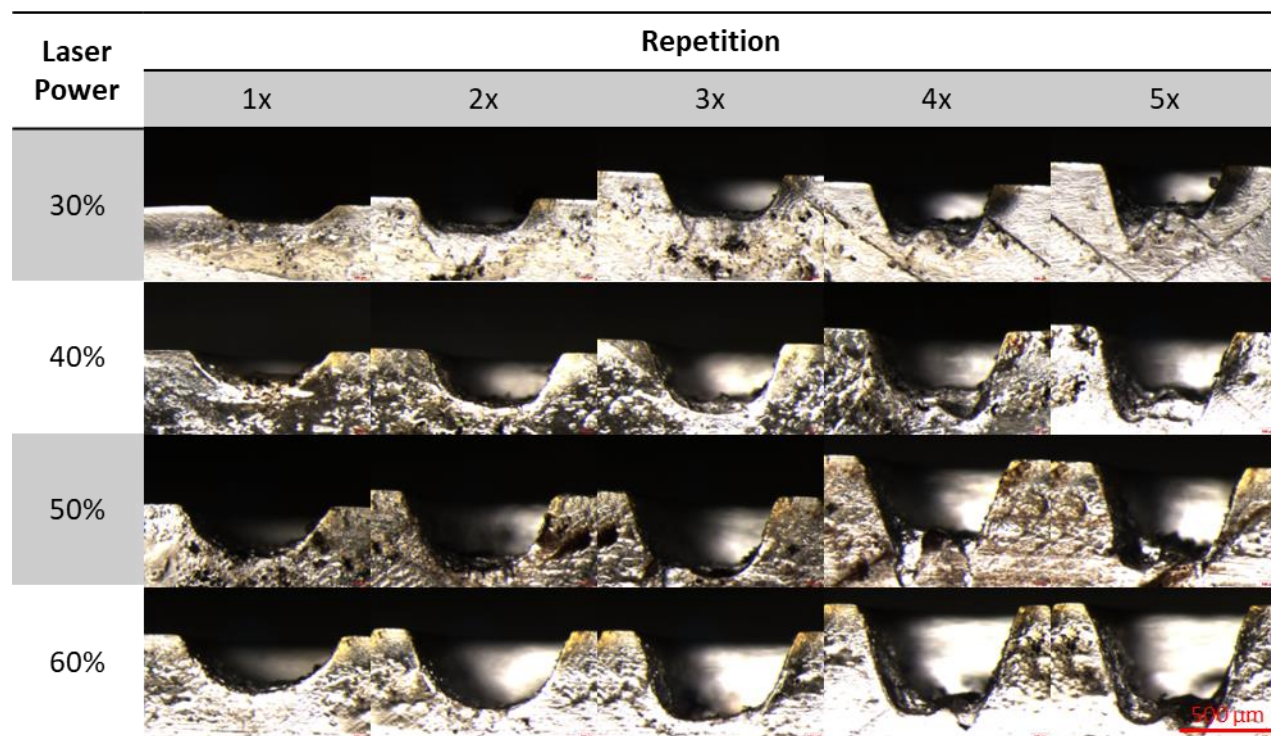 Laser
Power
Repetition
1x 2x 3x 4x 5x
30%
40%
50%
60%
500 µm